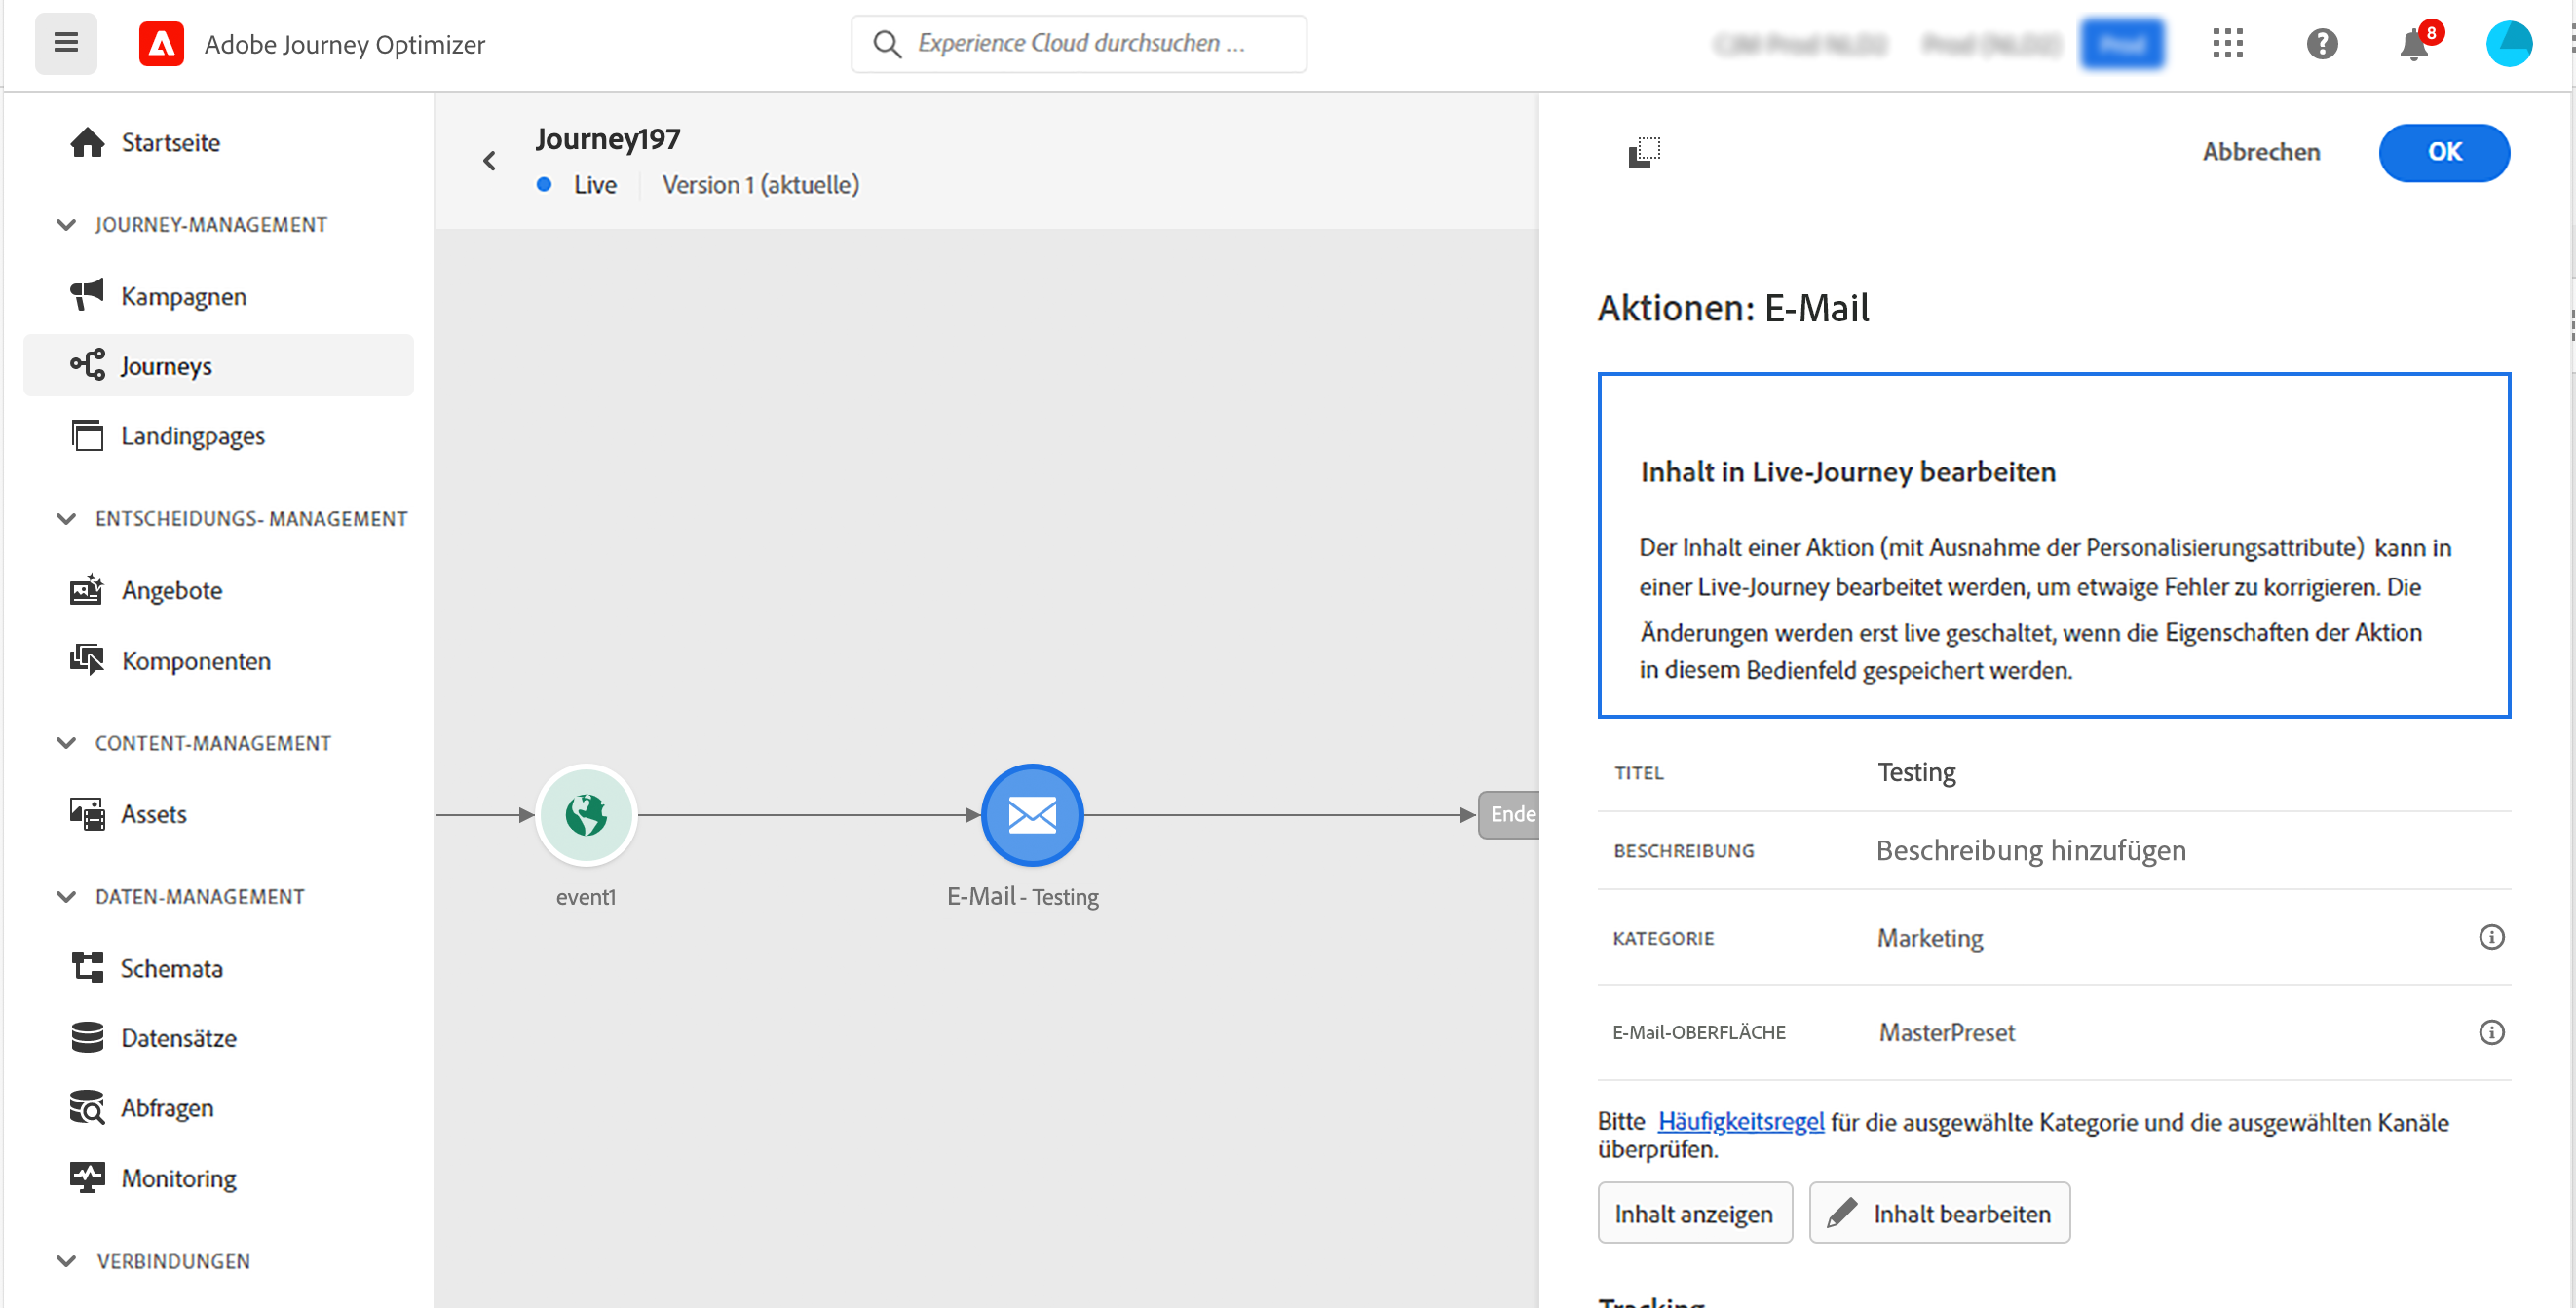 Adobe Journey Optimizer
Experience Cloud durchsuchen ...
8
Startseite
JOURNEY-MANAGEMENT
Kampagnen
Journeys
Landingpages
ENTSCHEIDUNGS- MANAGEMENT
Angebote
Komponenten
CONTENT-MANAGEMENT
Assets
DATEN-MANAGEMENT
Schemata
Datensätze
Abfragen
Monitoring
VERBINDUNGEN
Journey197
Live
Version 1 (aktuelle)
event1
E-Mail - Testing
Ende
Abbrechen
OK
Aktionen: E-Mail
Inhalt in Live-Journey bearbeiten
Der Inhalt einer Aktion (mit Ausnahme der Personalisierungsattribute) kann in
einer Live-Journey bearbeitet werden, um etwaige Fehler zu korrigieren. Die
Änderungen werden erst live geschaltet, wenn die Eigenschaften der Aktion
in diesem Bedienfeld gespeichert werden.
TITEL Testing
BESCHREIBUNG Beschreibung hinzufügen
KATEGORIE Marketing
E-Mail-OBERFLÄCHE MasterPreset
Bitte Häufigkeitsregel für die ausgewählte Kategorie und die ausgewählten Kanäle
überprüfen.
Inhalt anzeigen
Inhalt bearbeiten
Tracking